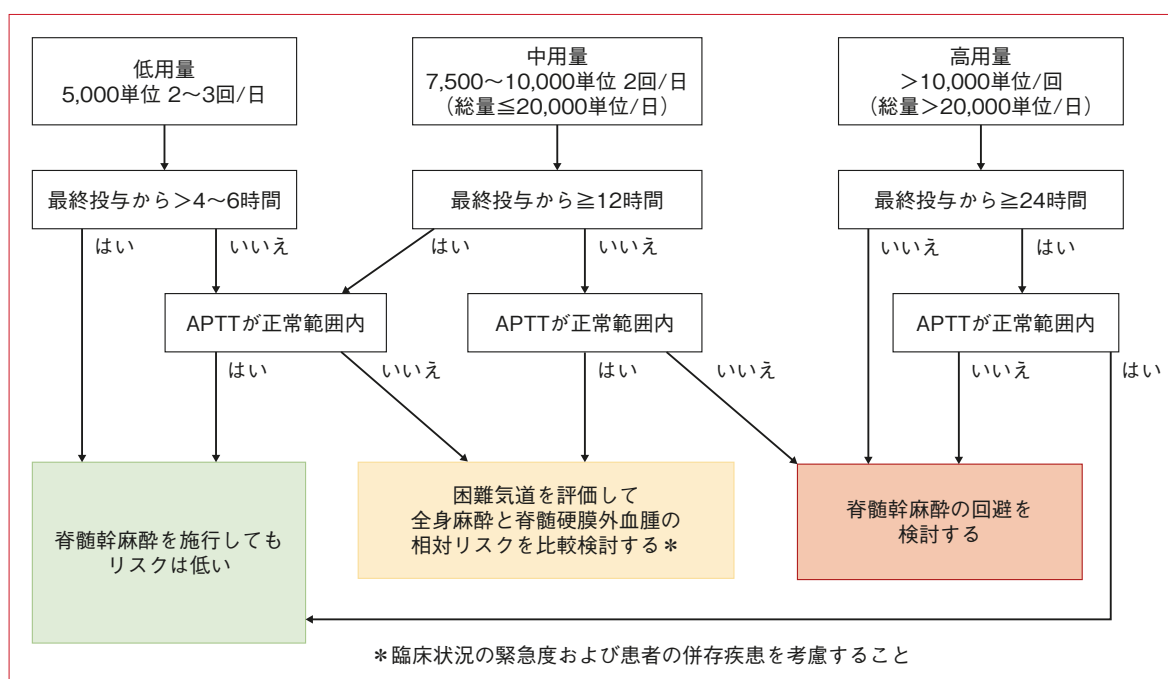 低用量
5,000単位 2〜3回/日
中用量
7,500〜10,000単位 2回/日
（総量≦20,000単位/日）
高用量
＞10,000単位/回
（総量＞20,000単位/日）
最終投与から＞4〜6時間
最終投与から≧12時間
最終投与から≧24時間
はい
いいえ
はい
いいえ
いいえ
はい
APTTが正常範囲内
APTTが正常範囲内
APTTが正常範囲内
はい
いいえ
はい
いいえ
いいえ
はい
脊髄幹麻酔を施行しても
リスクは低い
困難気道を評価して
全身麻酔と脊髄硬膜外血腫の
相対リスクを比較検討する＊
脊髄幹麻酔の回避を
検討する
＊臨床状況の緊急度および患者の併存疾患を考慮すること